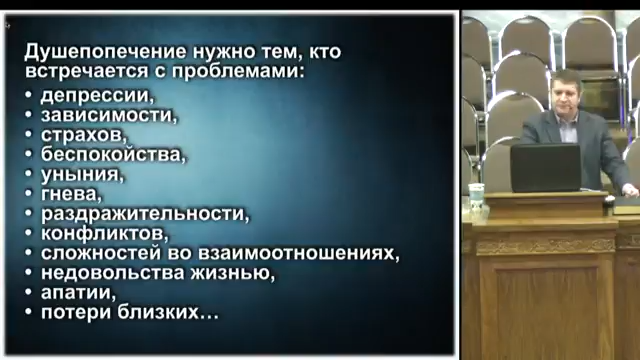 Душепопечение нужно тем, кто
встречается с проблемами:
• депрессии,
• зависимости,
• страхов,
• беспокойства,
• уныния,
• гнева,
• раздражительности,
• конфликтов,
• сложностей во взаимоотношениях,
• недовольства жизнью,
• апатии,
• потери близких...